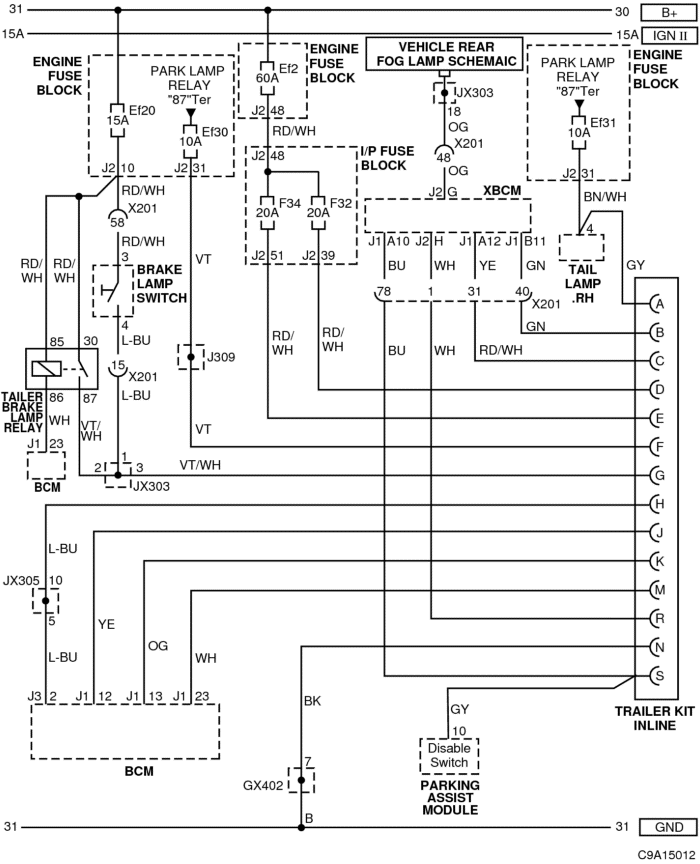 31
30
B+
15A
15A
IGN II
ENGINE
FUSE
BLOCK
PARK LAMP
RELAY
"87"Ter
Ef20
15A
Ef30
10A
J2 10
J2 31
ENGINE
FUSE
BLOCK
Ef2
60A
J2 48
RD/WH
VEHICLE REAR
FOG LAMP SCHEMAIC
JX303
18
OG
X201
48
OG
J2 G
XBCM
ENGINE
FUSE
BLOCK
PARK LAMP
RELAY
"87"Ter
Ef31
10A
J2 31
BN/WH
4
TAIL
LAMP
.RH
GY
J2 48
I/P FUSE
BLOCK
F34
20A
F32
20A
J2 51
J2 39
J1 A10
J2 H
J1 A12
J1 B11
BU
WH
YE
GN
78
1
31
40
X201
GN
BU
WH
RD/WH
RD/WH
X201
58
RD/WH
3
BRAKE
LAMP
SWITCH
4
L-BU
15
X201
L-BU
RD/
WH
RD/
WH
VT
J309
VT
RD/
WH
RD/
WH
85
30
86
87
TAILER
BRAKE
LAMP
RELAY
WH
VT/
WH
J1 23
BCM
2
1
3
VT/WH
JX303
A
B
C
D
E
F
G
H
J
K
M
R
N
S
TRAILER KIT
INLINE
L-BU
JX305
10
5
L-BU
YE
OG
WH
J3 2
J1 12
J1 13
J1 23
BCM
BK
7
GX402
B
GY
10
Disable
Switch
PARKING
ASSIST
MODULE
31
31
GND
C9A15012